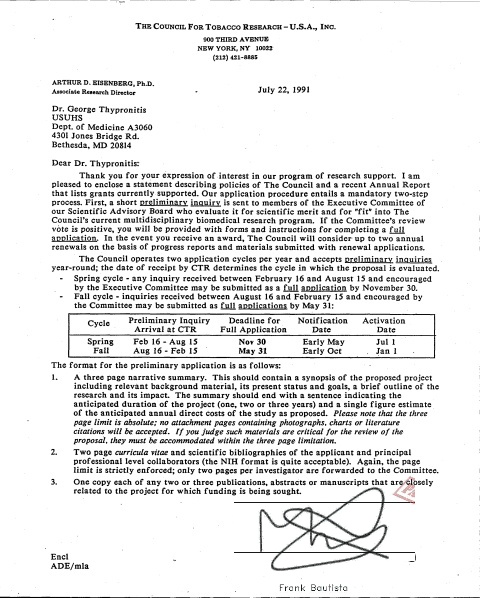 THE COUNCIL FOR TOBACCO RESEARCH – U.S.A., INC.
900 THIRD AVENUE
NEW YORK, NY 10022
(212) 421-8885
ARTHUR D. EISENBERG, Ph.D.
Associate Research Director
July 22, 1991
Dr. George Thypronitis
USUHS
Dept. of Medicine A3060
4301 Jones Bridge Rd.
Bethesda, MD 20814
Dear Dr. Thypronitis:
Thank you for your expression of interest in our program of research support. I am
pleased to enclose a statement describing policies of The Council and a recent Annual Report
that lists grants currently supported. Our application procedure entails a mandatory two-step
process. First, a short preliminary inquiry is sent to members of the Executive Committee of
our Scientific Advisory Board who evaluate it for scientific merit and for "fit" into The
Council's current multidisciplinary biomedical research program. If the Committee's review
vote is positive, you will be provided with forms and instructions for completing a full
application. In the event you receive an award, The Council will consider up to two annual
renewals on the basis of progress reports and materials submitted with renewal applications.
The Council operates two application cycles per year and accepts preliminary inquiries
year-round; the date of receipt by CTR determines the cycle in which the proposal is evaluated.
- Spring cycle - any inquiry received between February 16 and August 15 and encouraged
by the Executive Committee may be submitted as a full application by November 30.
- Fall cycle - inquiries received between August 16 and February 15 and encouraged by
the Committee may be submitted as full applications by May 31:
Cycle Preliminary Inquiry Arrival at CTR Deadline for Full Application Notification Date Activation Date
Spring Feb 16 - Aug 15 Nov 30 Early May Jul 1
Fall Aug 16 - Feb 15 May 31 Early Oct Jan 1
The format for the preliminary application is as follows:
1. A three page narrative summary. This should contain a synopsis of the proposed project
including relevant background material, its present status and goals, a brief outline of the
research and its impact. The summary should end with a sentence indicating the
anticipated duration of the project (one, two or three years) and a single figure estimate
of the anticipated annual direct costs of the study as proposed. Please note that the three
page limit is absolute; no attachment pages containing photographs, charts or literature
citations will be accepted. If you judge such materials are critical for the review of the
proposal, they must be accommodated within the three page limitation.
2. Two page curricula vitae and scientific bibliographies of the applicant and principal
professional level collaborators (the NIH format is quite acceptable). Again, the page
limit is strictly enforced; only two pages per investigator are forwarded to the Committee.
3. One copy each of any two or three publications, abstracts or manuscripts that are closely
related to the project for which funding is being sought.
Encl
ADE/mla
Frank Bautista